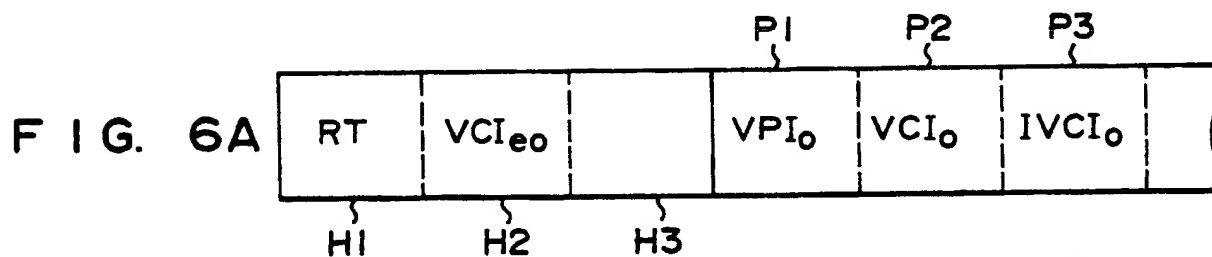 P1 P2 P3
FIG. 6A RT VCIeo VPIo VCIo IVCIo
H1 H2 H3